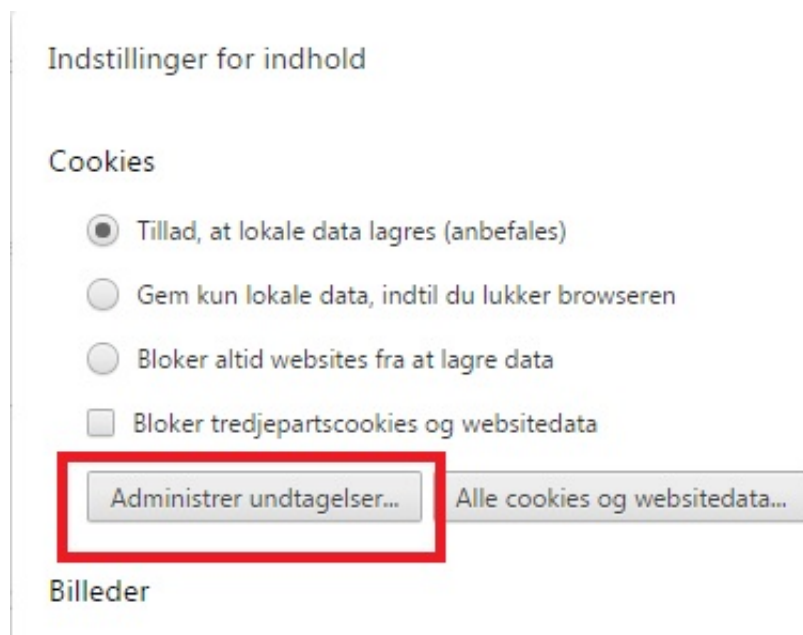 Indstillinger for indhold
Cookies
Tillad, at lokale data lagres (anbefales)
Gem kun lokale data, indtil du lukker browseren
Bloker altid websites fra at lagre data
Bloker tredjepartscookies og websitedata
Administrer undtagelser... Alle cookies og websitedata...
Billeder